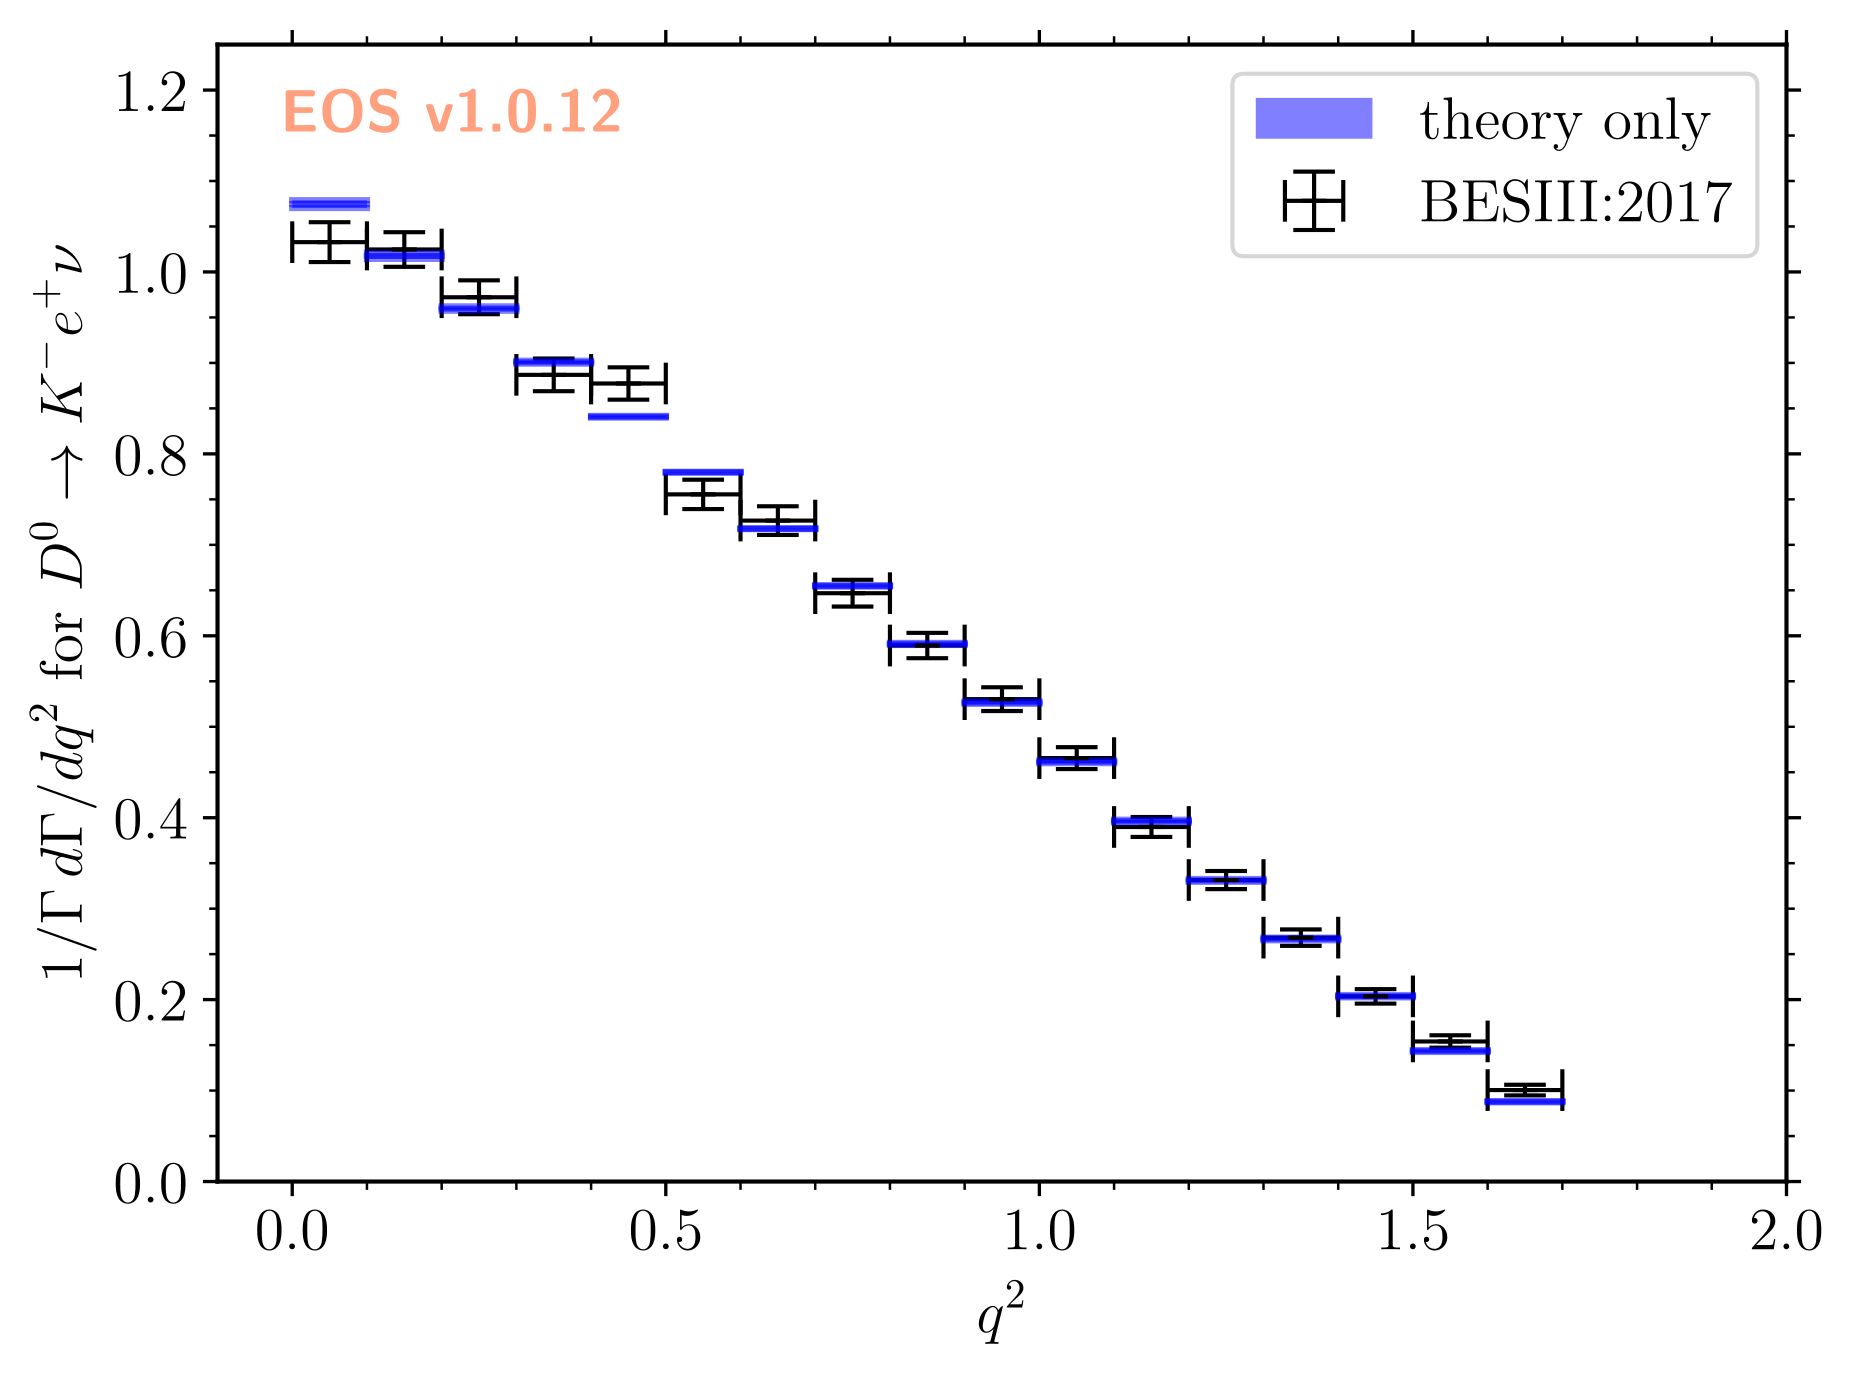 EOS v1.0.12
theory only
BESIII:2017
1/Γ dΓ/dq² for D⁰ → K⁻e⁺ν
1.2
1.0
0.8
0.6
0.4
0.2
0.0
0.0 0.5 1.0 1.5 2.0
q²